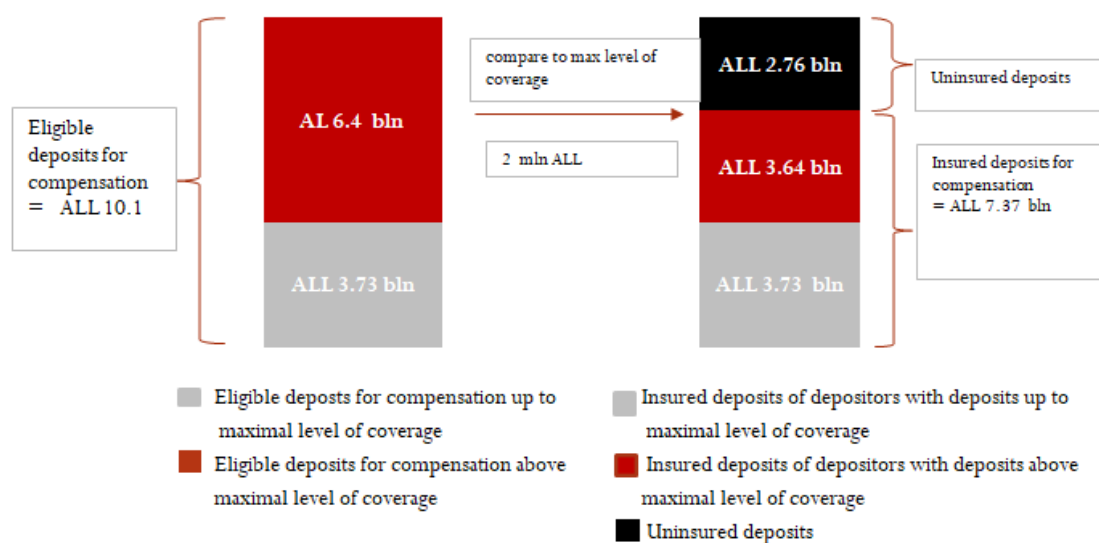 Eligible
deposits for
compensation
= ALL 10.1
AL 6.4 bln
ALL 3.73 bln
compare to max level of
coverage
2 mln ALL
ALL 2.76 bln
ALL 3.64 bln
ALL 3.73 bln
Uninsured deposits
Insured deposits for
compensation
= ALL 7.37 bln
Eligible deposts for compensation up to
maximal level of coverage
Eligible deposits for compensation above
maximal level of coverage
Insured deposits of depositors with deposits up to
maximal level of coverage
Insured deposits of depositors with deposits above
maximal level of coverage
Uninsured deposits